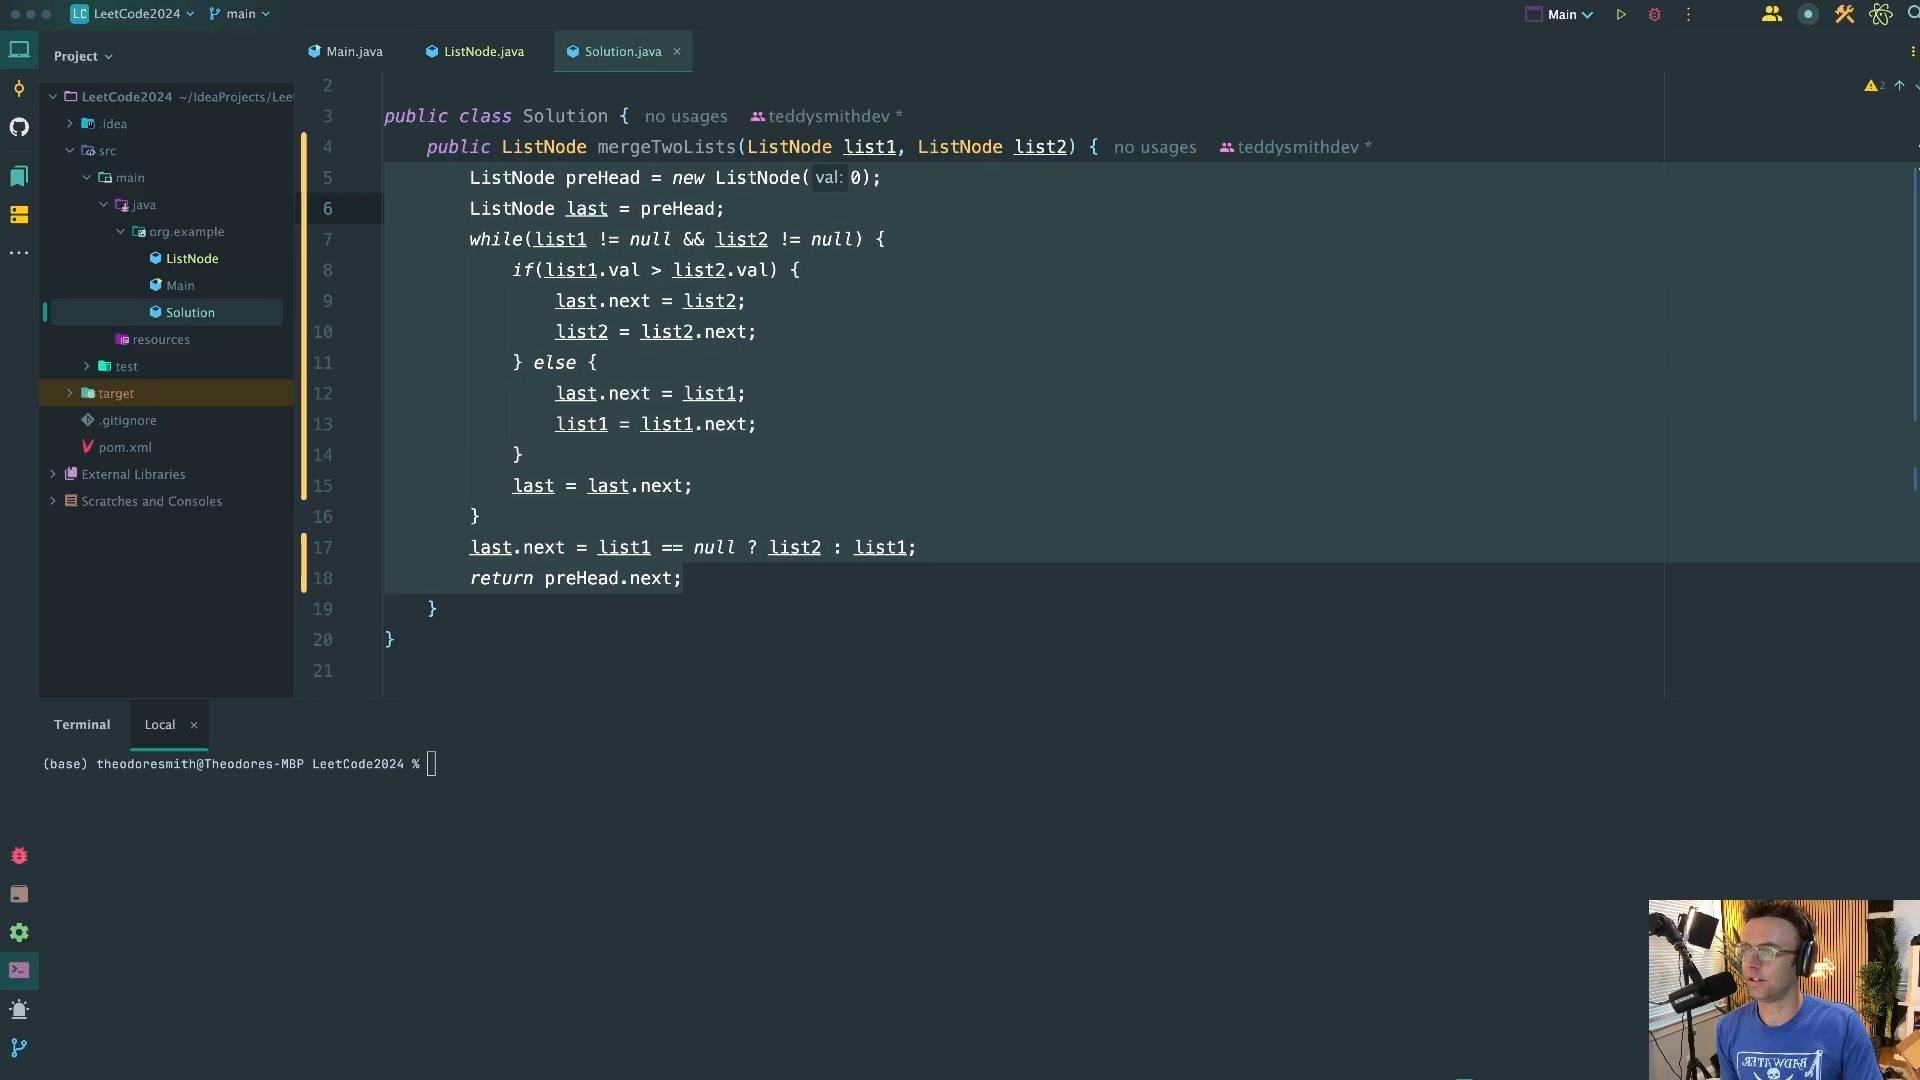 LC LeetCode2024 main Main
Project Main.java ListNode.java Solution.java ×
LeetCode2024 ~/IdeaProjects/Leet
.idea
src
main
java
org.example
ListNode
Main
Solution
resources
test
target
.gitignore
pom.xml
External Libraries
Scratches and Consoles
2
3 public class Solution { no usages teddysmithdev *
4 public ListNode mergeTwoLists(ListNode list1, ListNode list2) { no usages teddysmithdev *
5 ListNode preHead = new ListNode( val: 0);
6 ListNode last = preHead;
7 while(list1 != null && list2 != null) {
8 if(list1.val > list2.val) {
9 last.next = list2;
10 list2 = list2.next;
11 } else {
12 last.next = list1;
13 list1 = list1.next;
14 }
15 last = last.next;
16 }
17 last.next = list1 == null ? list2 : list1;
18 return preHead.next;
19 }
20 }
21
2
Terminal Local ×
(base) theodoresmith@Theodores-MBP LeetCode2024 %